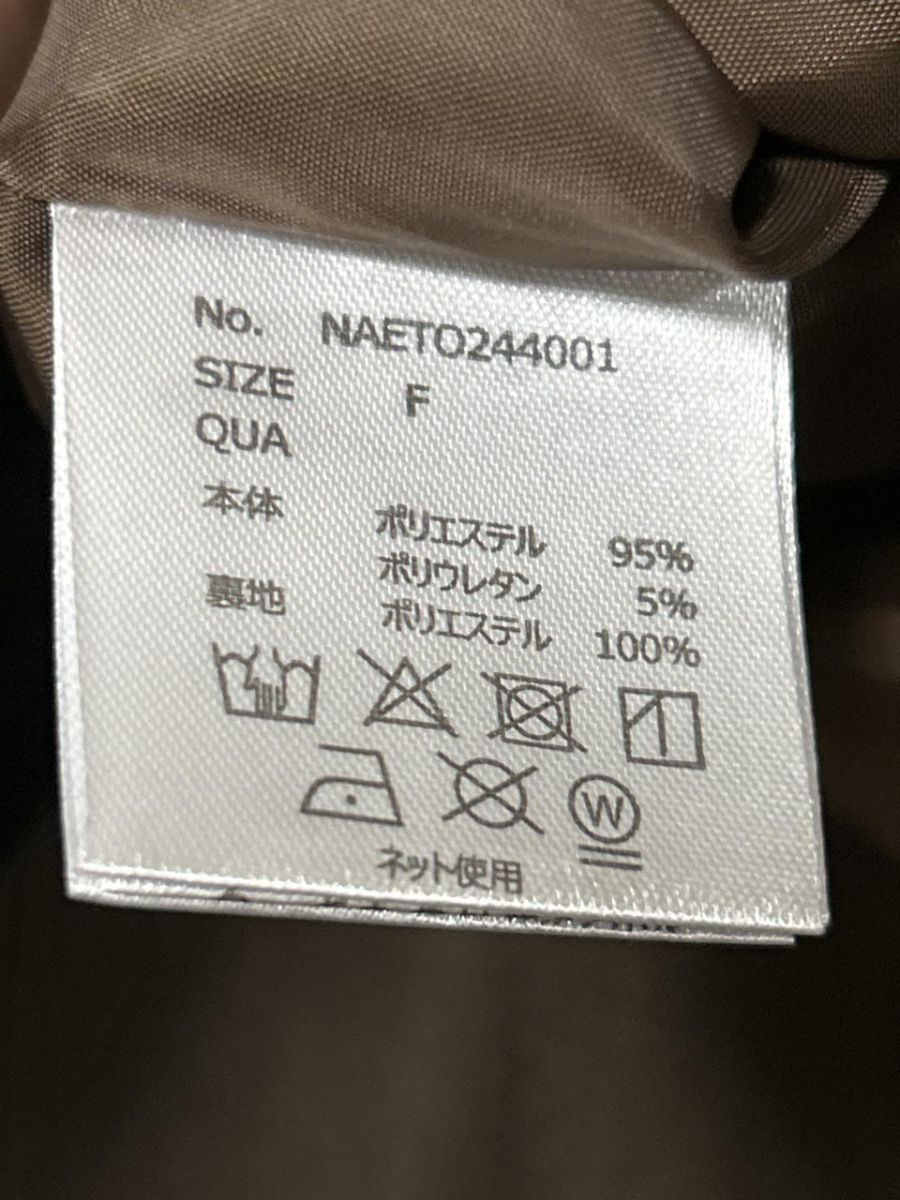 No. NAETO244001
SIZE F
QUA
本体 ポリエステル 95%
ポリウレタン 5%
裏地 ポリエステル 100%
W
ネット使用